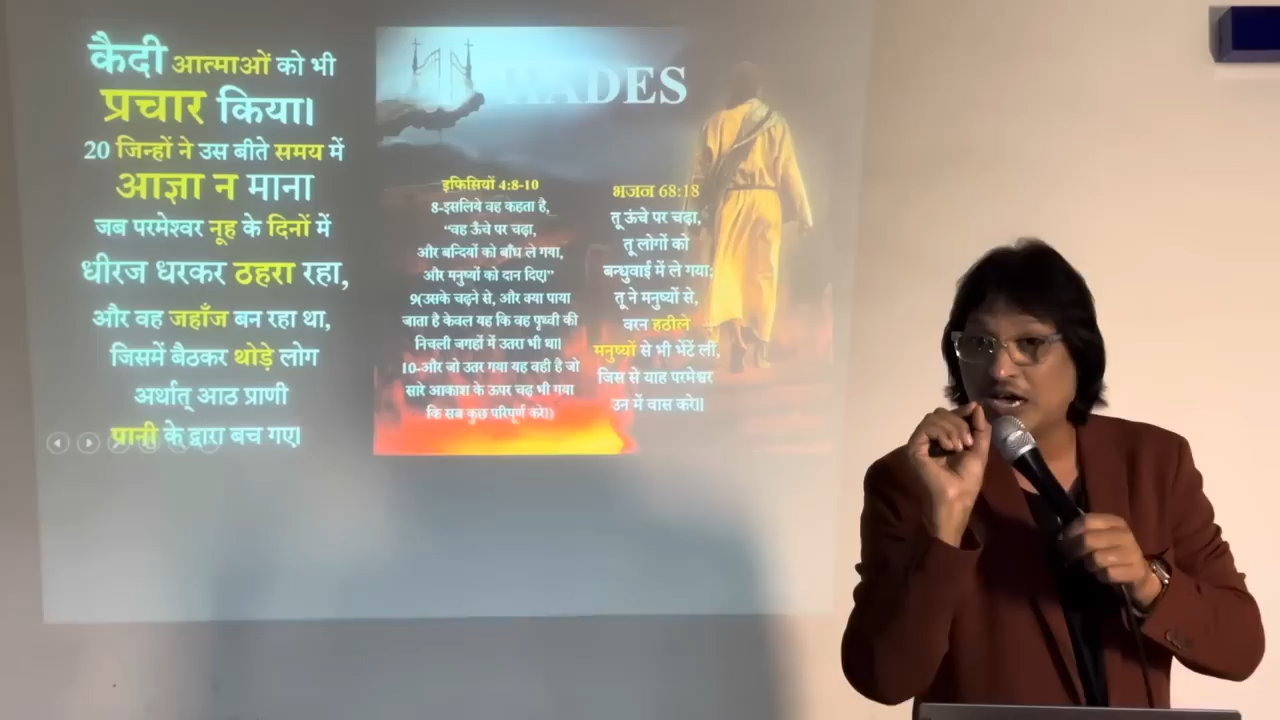 कैदी आत्माओं को भी
प्रचार किया।
20 जिन्हों ने उस बीते समय में
आज्ञा न माना
जब परमेश्वर नूह के दिनों में
धीरज धरकर ठहरा रहा,
और वह जहाँज बन रहा था,
जिसमें बैठकर थोड़े लोग
अर्थात् आठ प्राणी
पानी के द्वारा बच गए।
HADES
इफिसियों 4:8-10
8-इसलिये वह कहता है,
“वह ऊँचे पर चढ़ा,
और बन्दियों को बाँध ले गया,
और मनुष्यों को दान दिए।”
9(उसके चढ़ने से, और क्या पाया
जाता है केवल यह कि वह पृथ्वी की
निचली जगहों में उतरा भी था।
10-और जो उतर गया यह वही है जो
सारे आकाश के ऊपर चढ़ भी गया
कि सब कुछ परिपूर्ण करे।)
भजन 68:18
तू ऊंचे पर चढ़ा,
तू लोगों को
बन्धुवाई में ले गया;
तू ने मनुष्यों से,
वरन हठीले
मनुष्यों से भी भेंटें लीं,
जिस से याह परमेश्वर
उन में वास करे॥